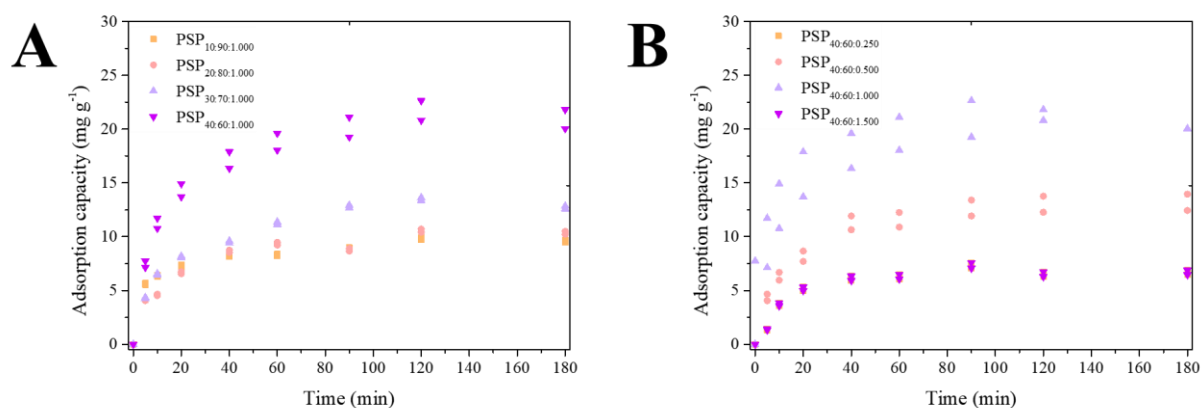 A
B
PSP10:90:1.000
PSP20:80:1.000
PSP30:70:1.000
PSP40:60:1.000
Adsorption capacity (mg g⁻¹)
30
25
20
15
10
5
0
0 20 40 60 80 100 120 140 160 180
Time (min)
PSP40:60:0.250
PSP40:60:0.500
PSP40:60:1.000
PSP40:60:1.500
Adsorption capacity (mg g⁻¹)
30
25
20
15
10
5
0
0 20 40 60 80 100 120 140 160 180
Time (min)